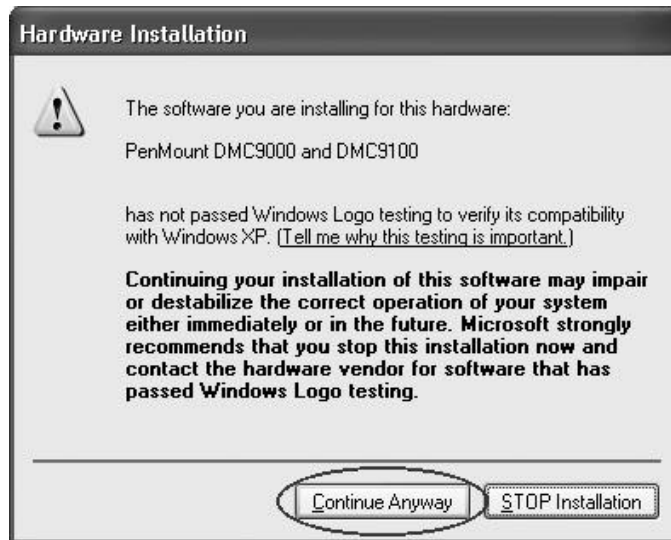 Hardware Installation
The software you are installing for this hardware:
PenMount DMC9000 and DMC9100
has not passed Windows Logo testing to verify its compatibility
with Windows XP. (Tell me why this testing is important.)
Continuing your installation of this software may impair
or destabilize the correct operation of your system
either immediately or in the future. Microsoft strongly
recommends that you stop this installation now and
contact the hardware vendor for software that has
passed Windows Logo testing.
Continue Anyway
STOP Installation